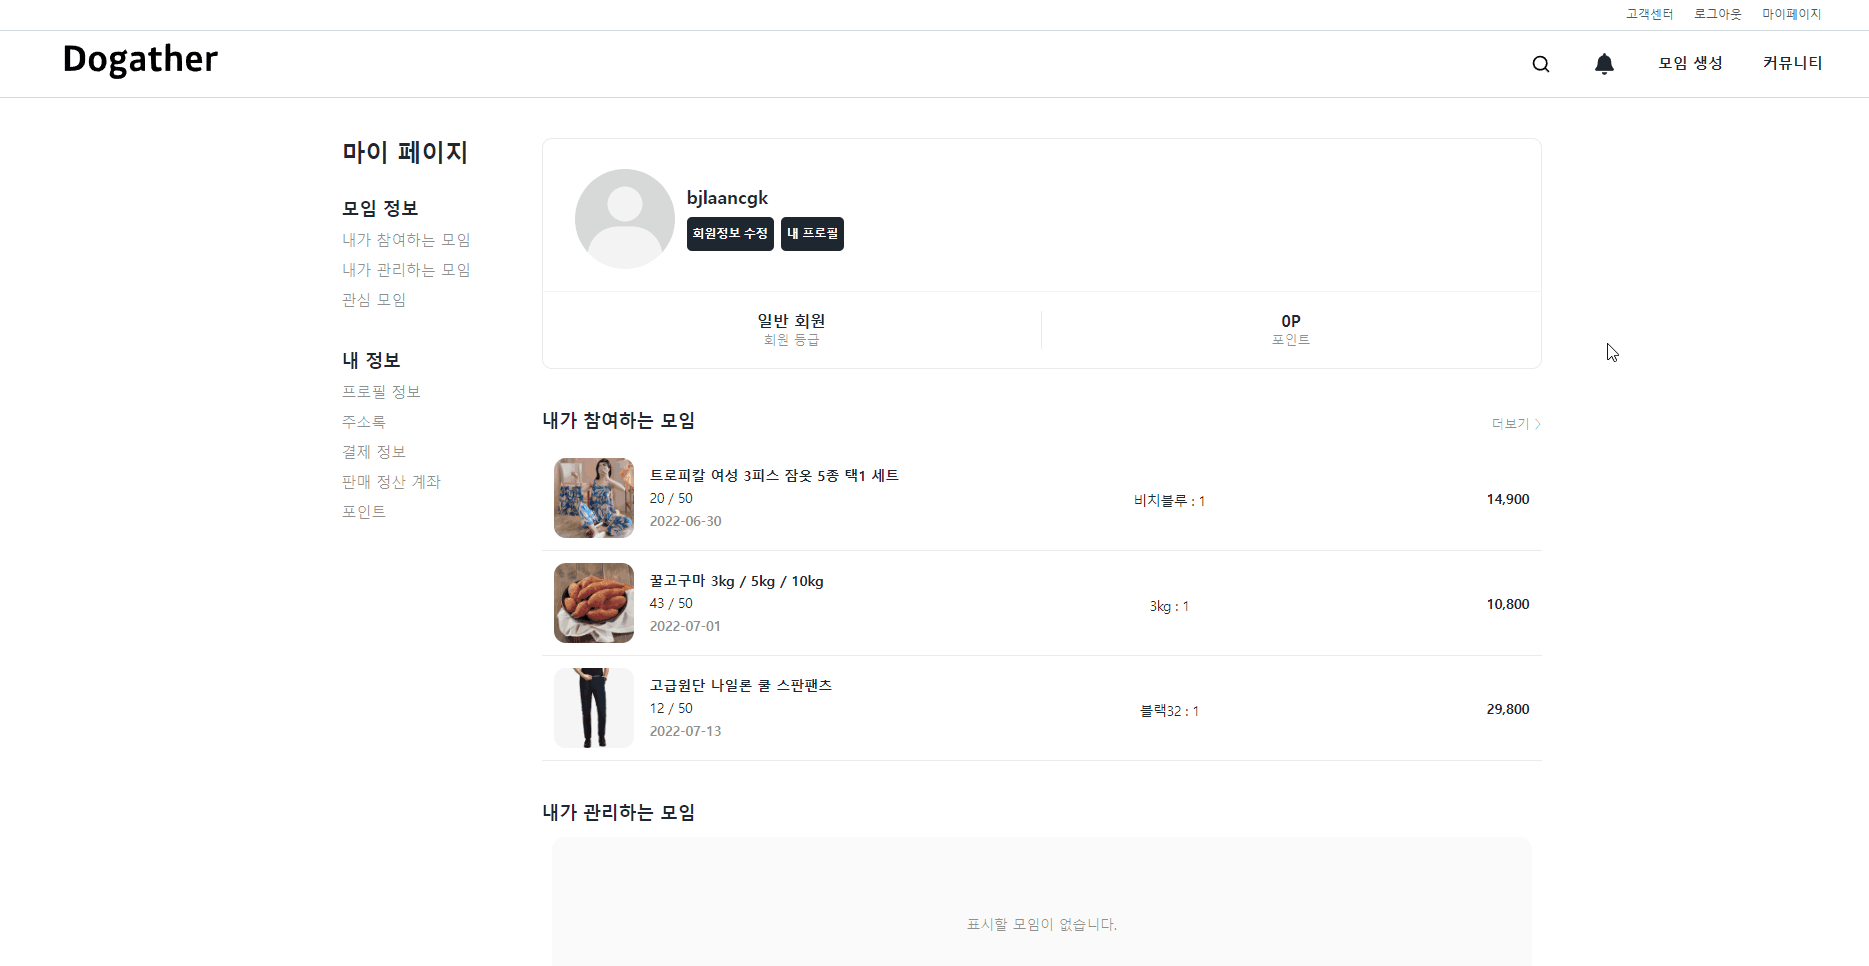 고객센터 로그아웃 마이페이지
Dogather
모임 생성 커뮤니티
마이 페이지
모임 정보
내가 참여하는 모임
내가 관리하는 모임
관심 모임
내 정보
프로필 정보
주소록
결제 정보
판매 정산 계좌
포인트
bjlaancgk
회원정보 수정 내 프로필
일반 회원
회원 등급
0P
포인트
내가 참여하는 모임
더보기
트로피칼 여성 3피스 잠옷 5종 택1 세트
20 / 50
2022-06-30
비치블루 : 1
14,900
꿀고구마 3kg / 5kg / 10kg
43 / 50
2022-07-01
3kg : 1
10,800
고급원단 나일론 쿨 스판팬츠
12 / 50
2022-07-13
블랙32 : 1
29,800
내가 관리하는 모임
표시할 모임이 없습니다.